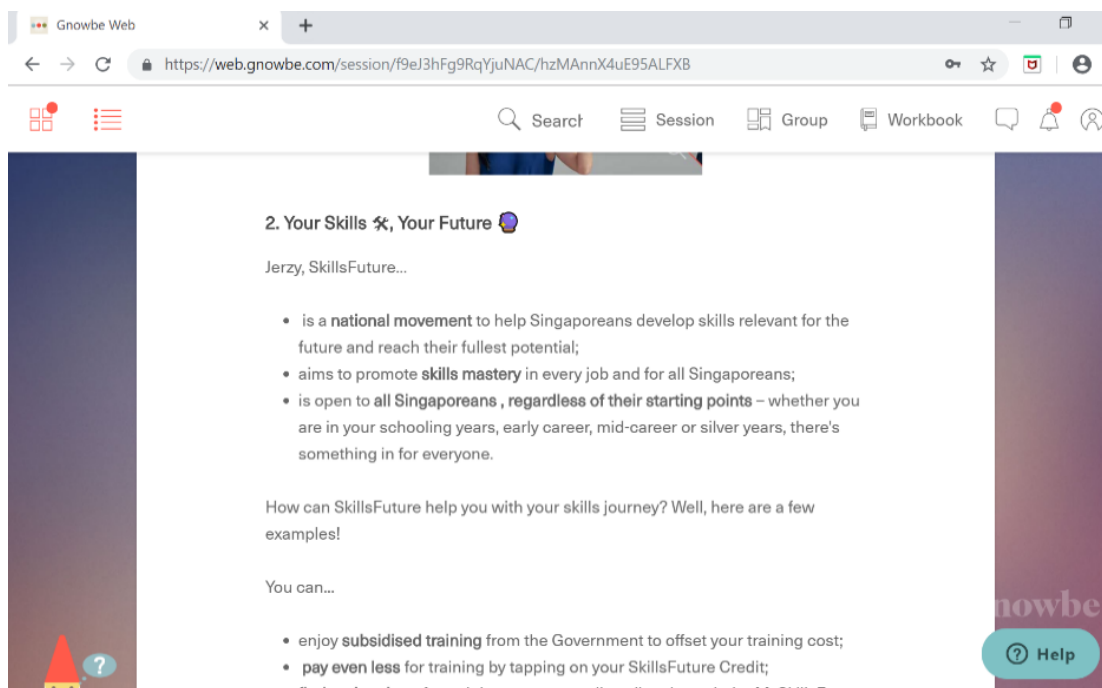 Gnowbe Web
https://web.gnowbe.com/session/f9eJ3hFg9RqYjuNAC/hzMAnnX4uE95ALFXB
Search Session Group Workbook
2. Your Skills 🛠, Your Future 🔮
Jerzy, SkillsFuture...
• is a national movement to help Singaporeans develop skills relevant for the
future and reach their fullest potential;
• aims to promote skills mastery in every job and for all Singaporeans;
• is open to all Singaporeans , regardless of their starting points – whether you
are in your schooling years, early career, mid-career or silver years, there's
something in for everyone.
How can SkillsFuture help you with your skills journey? Well, here are a few
examples!
You can...
nowbe
• enjoy subsidised training from the Government to offset your training cost;
? Help
• pay even less for training by tapping on your SkillsFuture Credit;
?